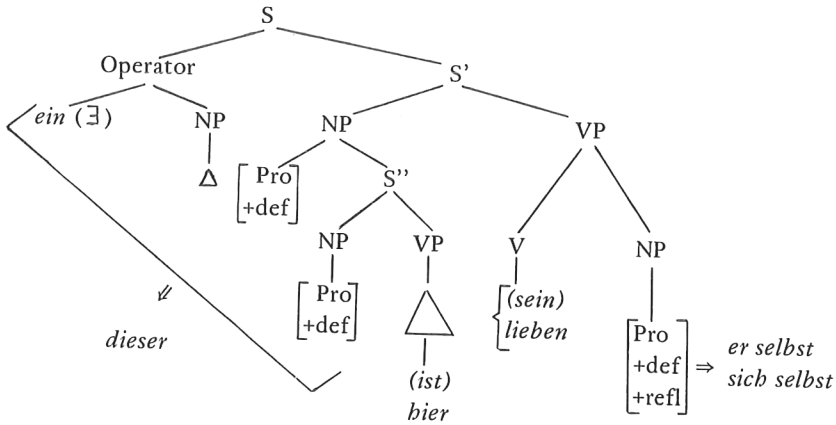 S
Operator S'
ein (∃) NP NP VP
Δ [Pro +def] S''
NP VP V NP
[Pro +def] {(sein) lieben
dieser
[Pro +def +refl] ⇒ er selbst sich selbst
(ist)
hier